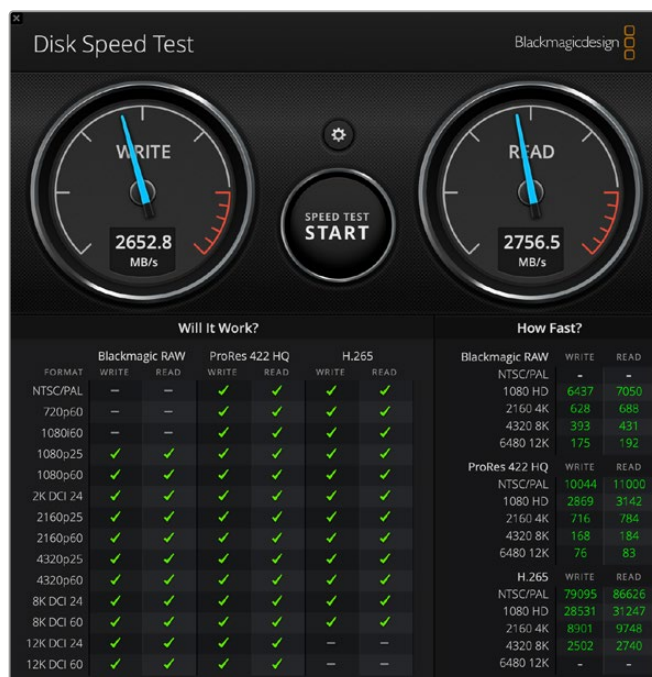 Disk Speed Test
Blackmagicdesign
WRITE
2652.8
MB/s
SPEED TEST
START
READ
2756.5
MB/s
Will It Work?
Blackmagic RAW ProRes 422 HQ H.265
FORMAT WRITE READ WRITE READ WRITE READ
NTSC/PAL – – ✓ ✓ ✓ ✓
720p60 – – ✓ ✓ ✓ ✓
1080i60 – – ✓ ✓ ✓ ✓
1080p25 ✓ ✓ ✓ ✓ ✓ ✓
1080p60 ✓ ✓ ✓ ✓ ✓ ✓
2K DCI 24 ✓ ✓ ✓ ✓ ✓ ✓
2160p25 ✓ ✓ ✓ ✓ ✓ ✓
2160p60 ✓ ✓ ✓ ✓ ✓ ✓
4320p25 ✓ ✓ ✓ ✓ ✓ ✓
4320p60 ✓ ✓ ✓ ✓ ✓ ✓
8K DCI 24 ✓ ✓ ✓ ✓ ✓ ✓
8K DCI 60 ✓ ✓ ✓ ✓ ✓ ✓
12K DCI 24 ✓ ✓ ✓ ✓ – –
12K DCI 60 ✓ ✓ ✓ ✓ – –
How Fast?
Blackmagic RAW WRITE READ
NTSC/PAL - -
1080 HD 6437 7050
2160 4K 628 688
4320 8K 393 431
6480 12K 175 192
ProRes 422 HQ WRITE READ
NTSC/PAL 10044 11000
1080 HD 2869 3142
2160 4K 716 784
4320 8K 168 184
6480 12K 76 83
H.265 WRITE READ
NTSC/PAL 79095 86626
1080 HD 28531 31247
2160 4K 8901 9748
4320 8K 2502 2740
6480 12K - -